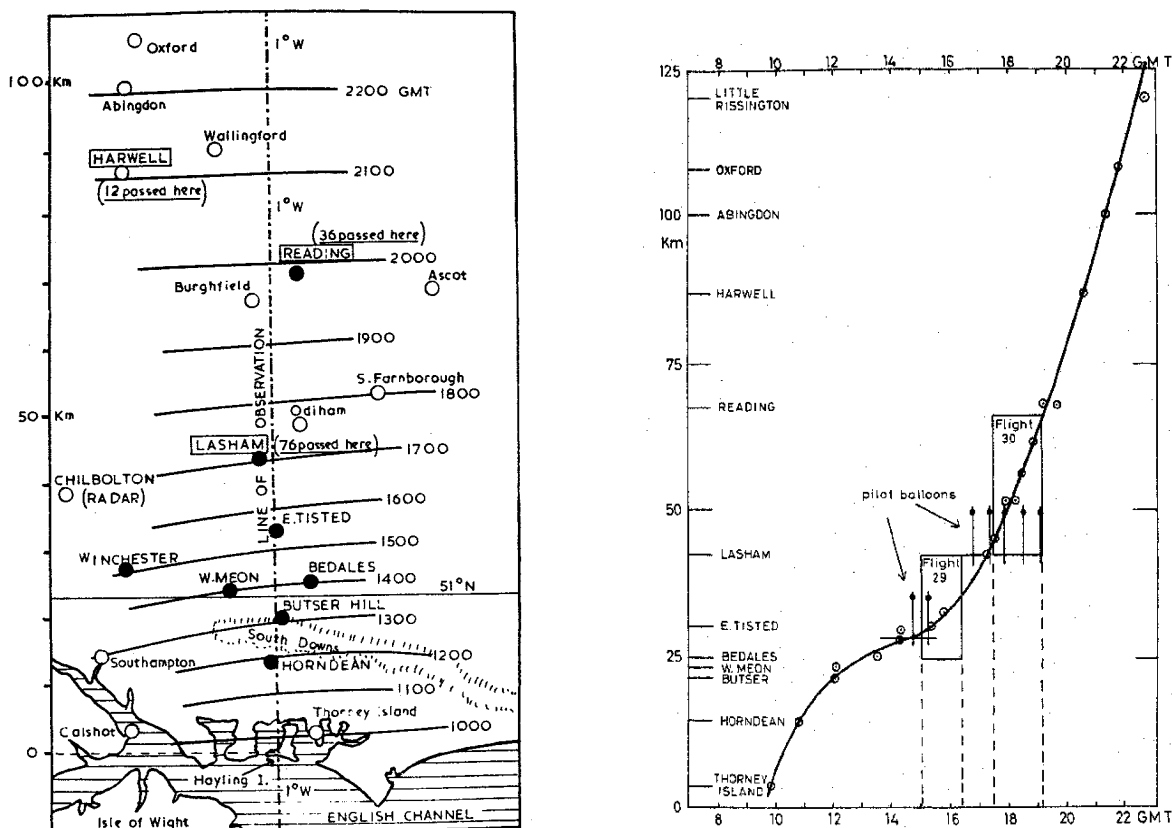 Oxford
1°W
100 Km
2200 GMT
Abingdon
Wallingford
HARWELL
2100
(12 passed here)
1°W
(36 passed here)
READING
2000
Ascot
Burghfield
1900
LINE OF OBSERVATION
S. Farnborough
1800
50 Km
Odiham
LASHAM (76 passed here)
1700
CHILBOLTON
(RADAR)
1600
E.TISTED
1500
WINCHESTER
BEDALES
W.MEON
1400
51°N
BUTSER HILL
1300
South Downs
1200
Southampton
HORNDEAN
1100
Thorney Island
1000
Calshot
0
Hayling I.
1°W
Isle of Wight
ENGLISH CHANNEL
8 10 12 14 16 18 20 22 GMT
125
LITTLE
RISSINGTON
OXFORD
100
ABINGDON
Km
HARWELL
75
READING
Flight
30
pilot balloons
50
LASHAM
Flight
29
E.TISTED
25
BEDALES
W. MEON
BUTSER
HORNDEAN
THORNEY
ISLAND
0
8 10 12 14 16 18 20 22 GMT